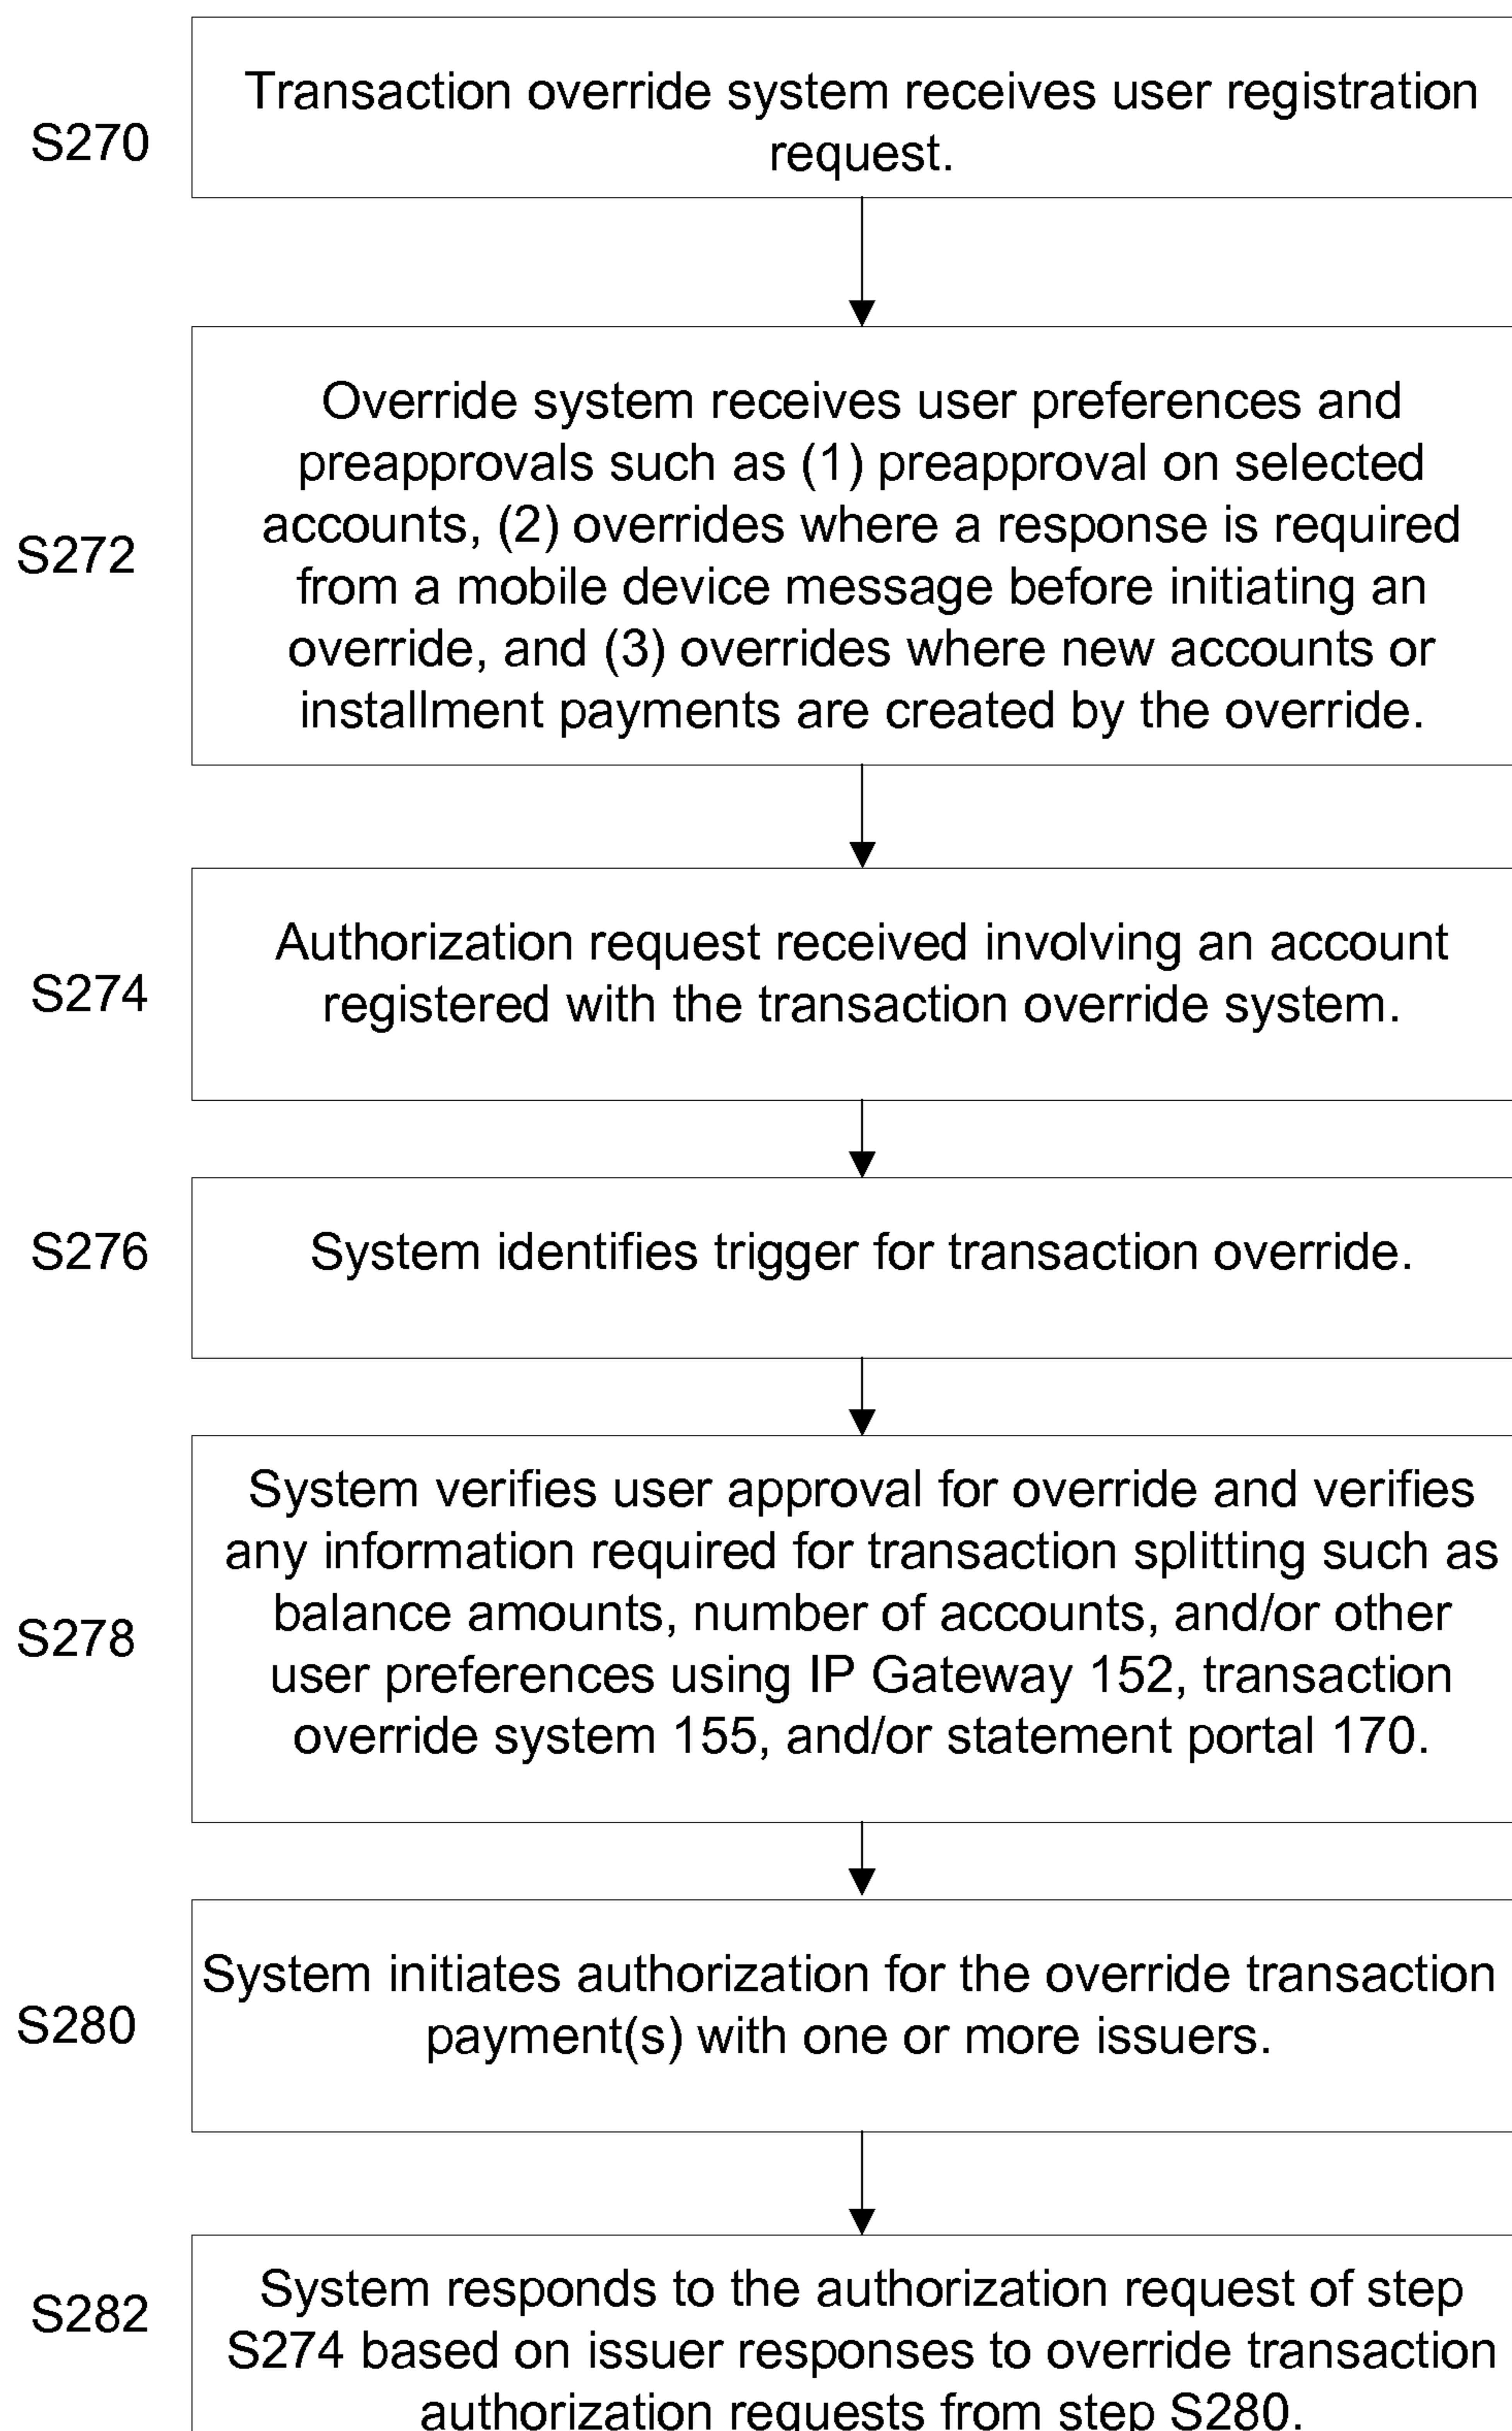 Transaction override system receives user registration
S270
request.
Override system receives user preferences and
preapprovals such as (1) preapproval on selected
accounts, (2) overrides where a response is required
S272
from a mobile device message before initiating an
override, and (3) overrides where new accounts or
installment payments are created by the override.
Authorization request received involving an account
S274
registered with the transaction override system.
S276
System identifies trigger for transaction override.
System verifies user approval for override and verifies
any information required for transaction splitting such as
balance amounts, number of accounts, and/or other
S278
user preferences using IP Gateway 152, transaction
override system 155, and/or statement portal 170.
System initiates authorization for the override transaction
S280
payment(s) with one or more issuers.
System responds to the authorization request of step
S282
S274 based on issuer responses to override transaction
authorization requests from step S280.